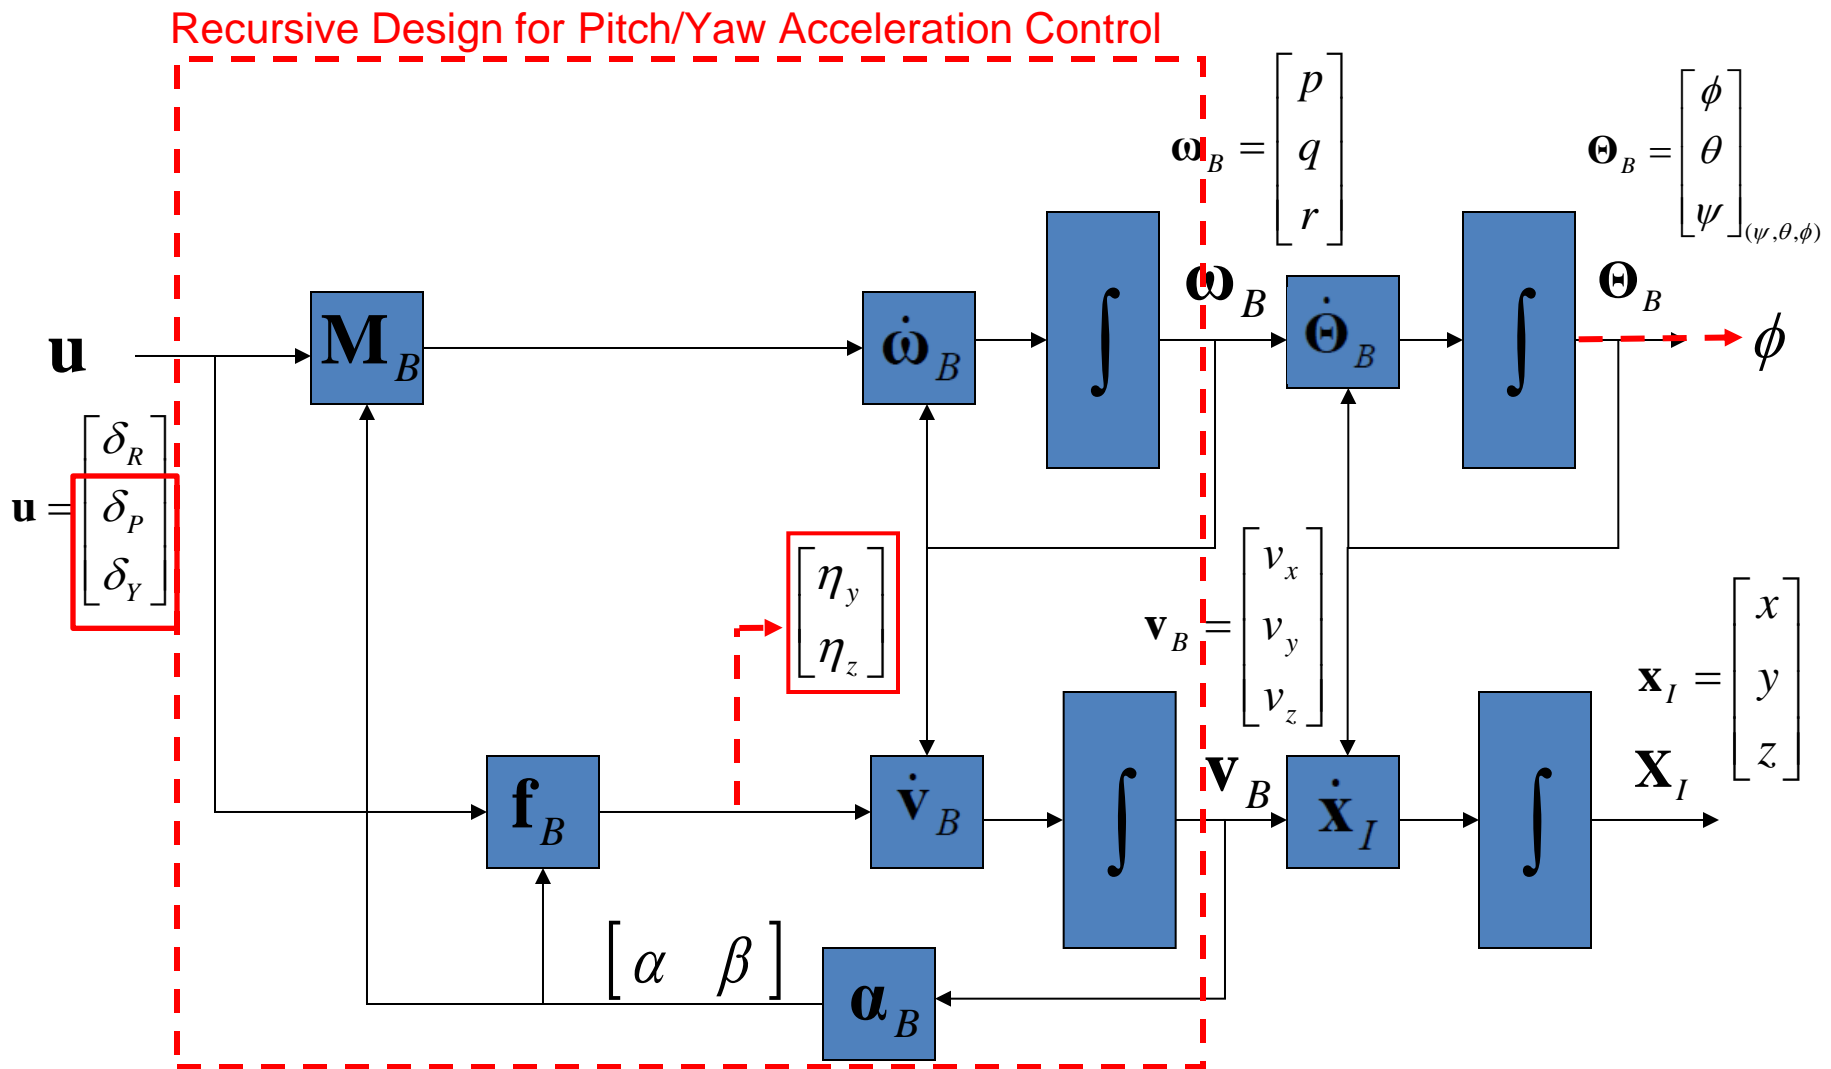 Recursive Design for Pitch/Yaw Acceleration Control
ω_B = [p q r]
Θ_B = [φ θ ψ]_(ψ,θ,φ)
u
M_B
ω̇_B
∫
ω_B
Θ̇_B
∫
Θ_B
φ
u = [δ_R δ_P δ_Y]
[η_y η_z]
v_B = [v_x v_y v_z]
x_I = [x y z]
f_B
v̇_B
∫
v_B
ẋ_I
∫
X_I
[α β]
α_B